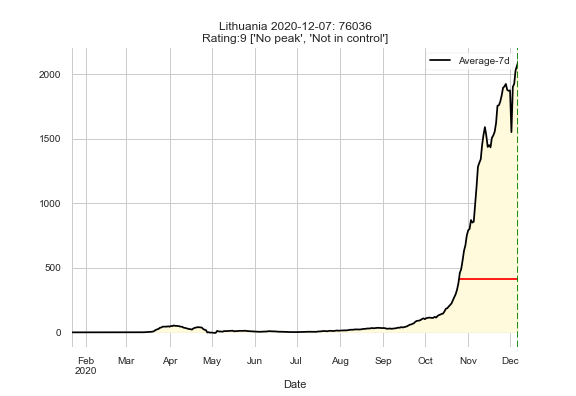 Lithuania 2020-12-07: 76036
Rating:9 ['No peak', 'Not in control']
Average-7d
2000
1500
1000
500
0
Feb Mar Apr May Jun Jul Aug Sep Oct Nov Dec
2020
Date